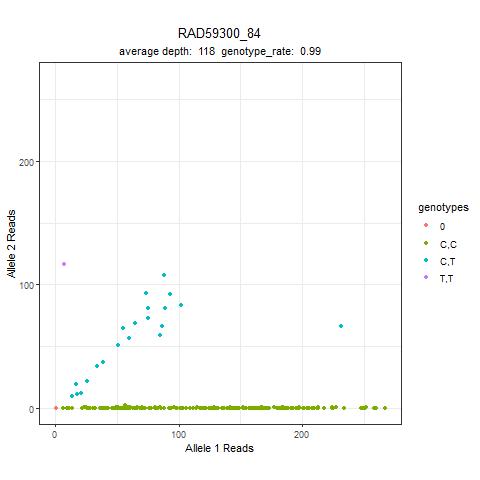 RAD59300_84
average depth:  118  genotype_rate:  0.99
Allele 2 Reads
200
100
0
0
100
200
Allele 1 Reads
genotypes
0
C,C
C,T
T,T